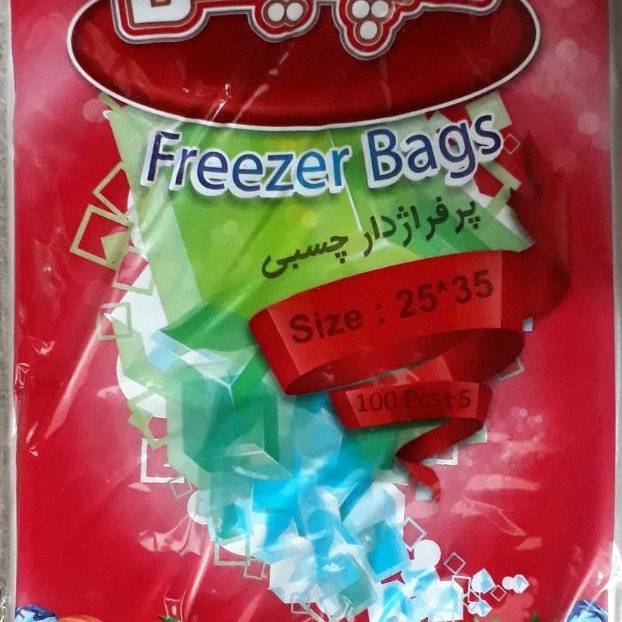 Freezer Bags
پرفراژدار چسبی
Size : 25*35
100 Pcs±5